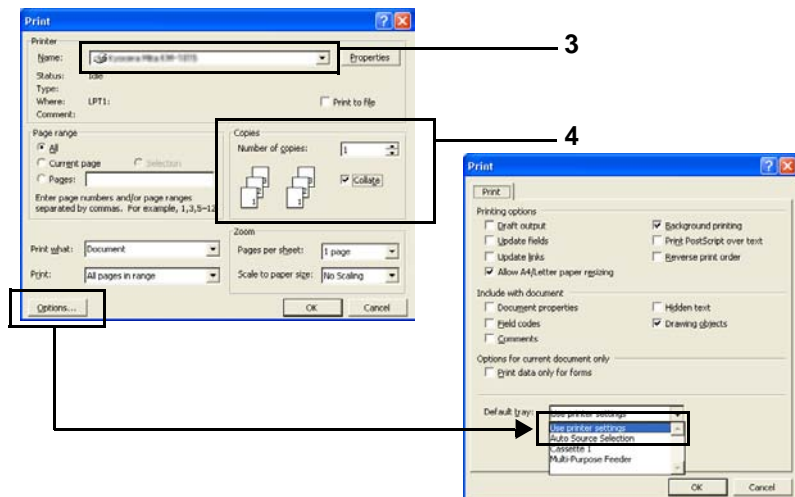 Print
Printer
Name:
Properties
Status: Idle
Type:
Where: LPT1:
Comment:
Print to file
3
Page range
All
Current page
Selection
Pages:
Enter page numbers and/or page ranges
separated by commas. For example, 1,3,5-12
Copies
Number of copies: 1
Collate
4
Print what: Document
Print: All pages in range
Zoom
Pages per sheet: 1 page
Scale to paper size: No Scaling
Options...
OK
Cancel
Print
Print
Printing options
Draft output
Background printing
Update fields
Print PostScript over text
Update links
Reverse print order
Allow A4/Letter paper resizing
Include with document
Document properties
Hidden text
Field codes
Drawing objects
Comments
Options for current document only
Print data only for forms
Default tray: Use printer settings
Use printer settings
Auto Source Selection
Cassette 1
Multi-Purpose Feeder
OK
Cancel